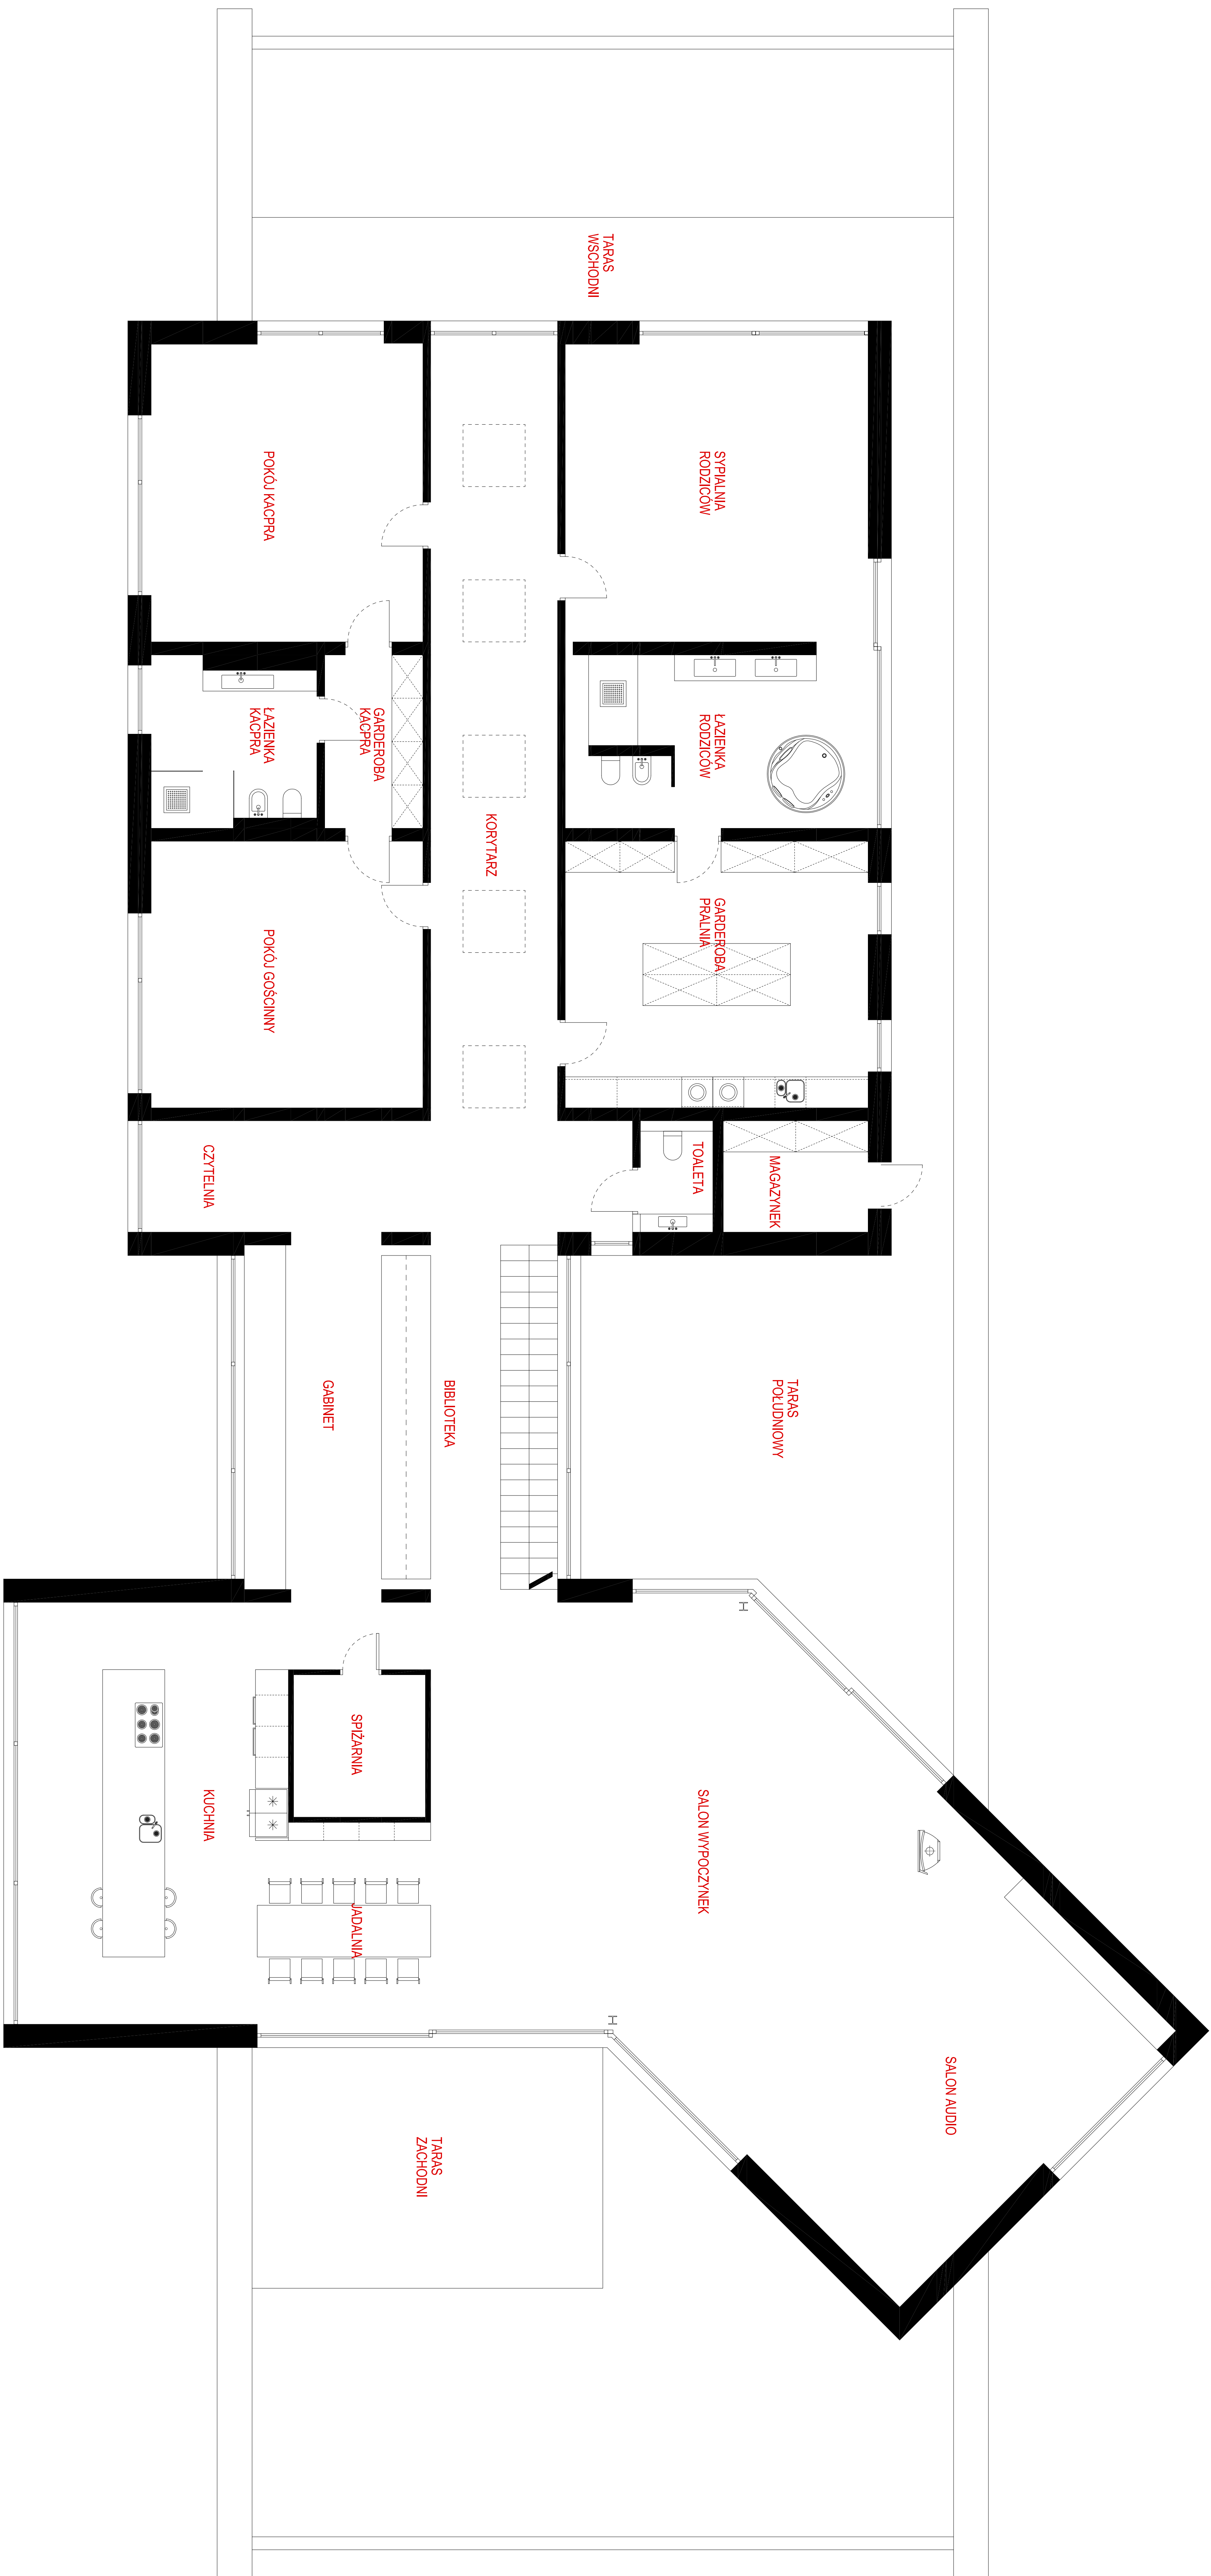 TARAS
WSCHODNI
POKÓJ KACPRA
SYPIALNIA
RODZICÓW
ŁAZIENKA
KACPRA
GARDEROBA
KACPRA
ŁAZIENKA
RODZICÓW
KORYTARZ
GARDEROBA
PRALNIA
POKÓJ GOŚCINNY
CZYTELNIA
TOALETA
MAGAZYNEK
GABINET
BIBLIOTEKA
TARAS
POŁUDNIOWY
SPIŻARNIA
KUCHNIA
SALON WYPOCZYNEK
JADALNIA
SALON AUDIO
TARAS
ZACHODNI